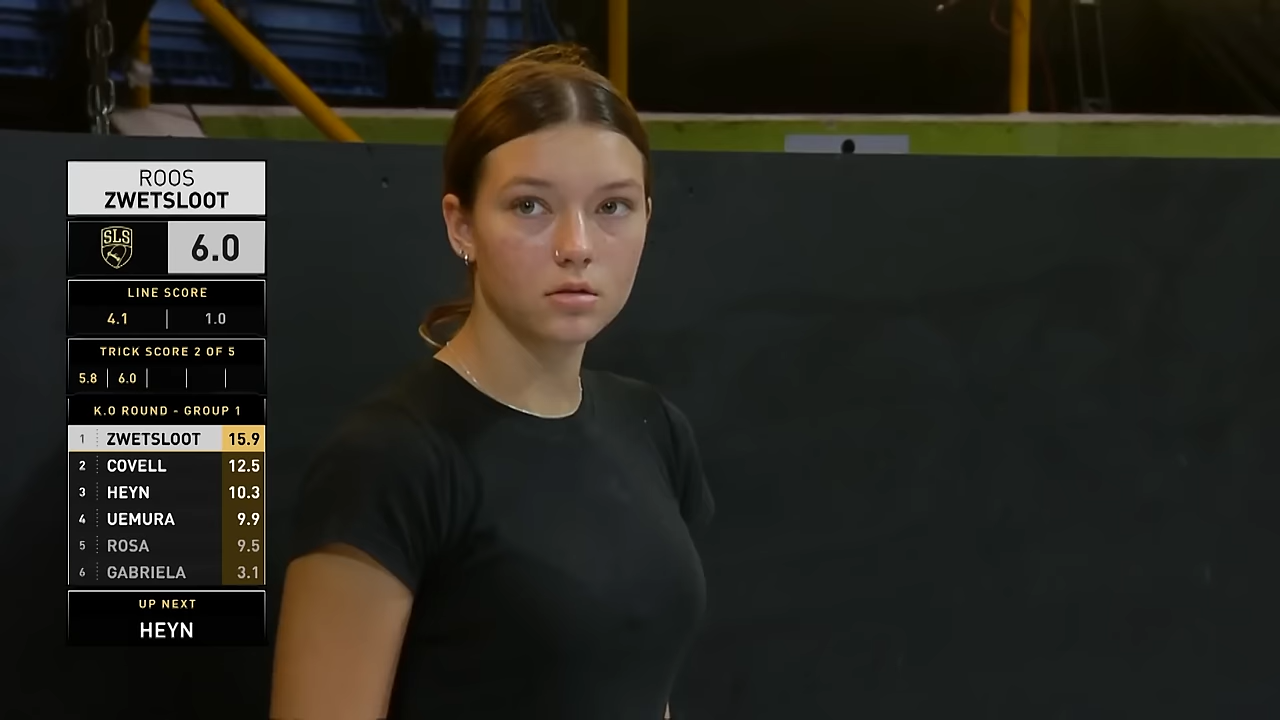 ROOS
ZWETSLOOT
SLS 6.0
LINE SCORE
4.1 | 1.0
TRICK SCORE 2 OF 5
5.8 | 6.0 | | |
K.O ROUND - GROUP 1
1 ZWETSLOOT 15.9
2 COVELL 12.5
3 HEYN 10.3
4 UEMURA 9.9
5 ROSA 9.5
6 GABRIELA 3.1
UP NEXT
HEYN